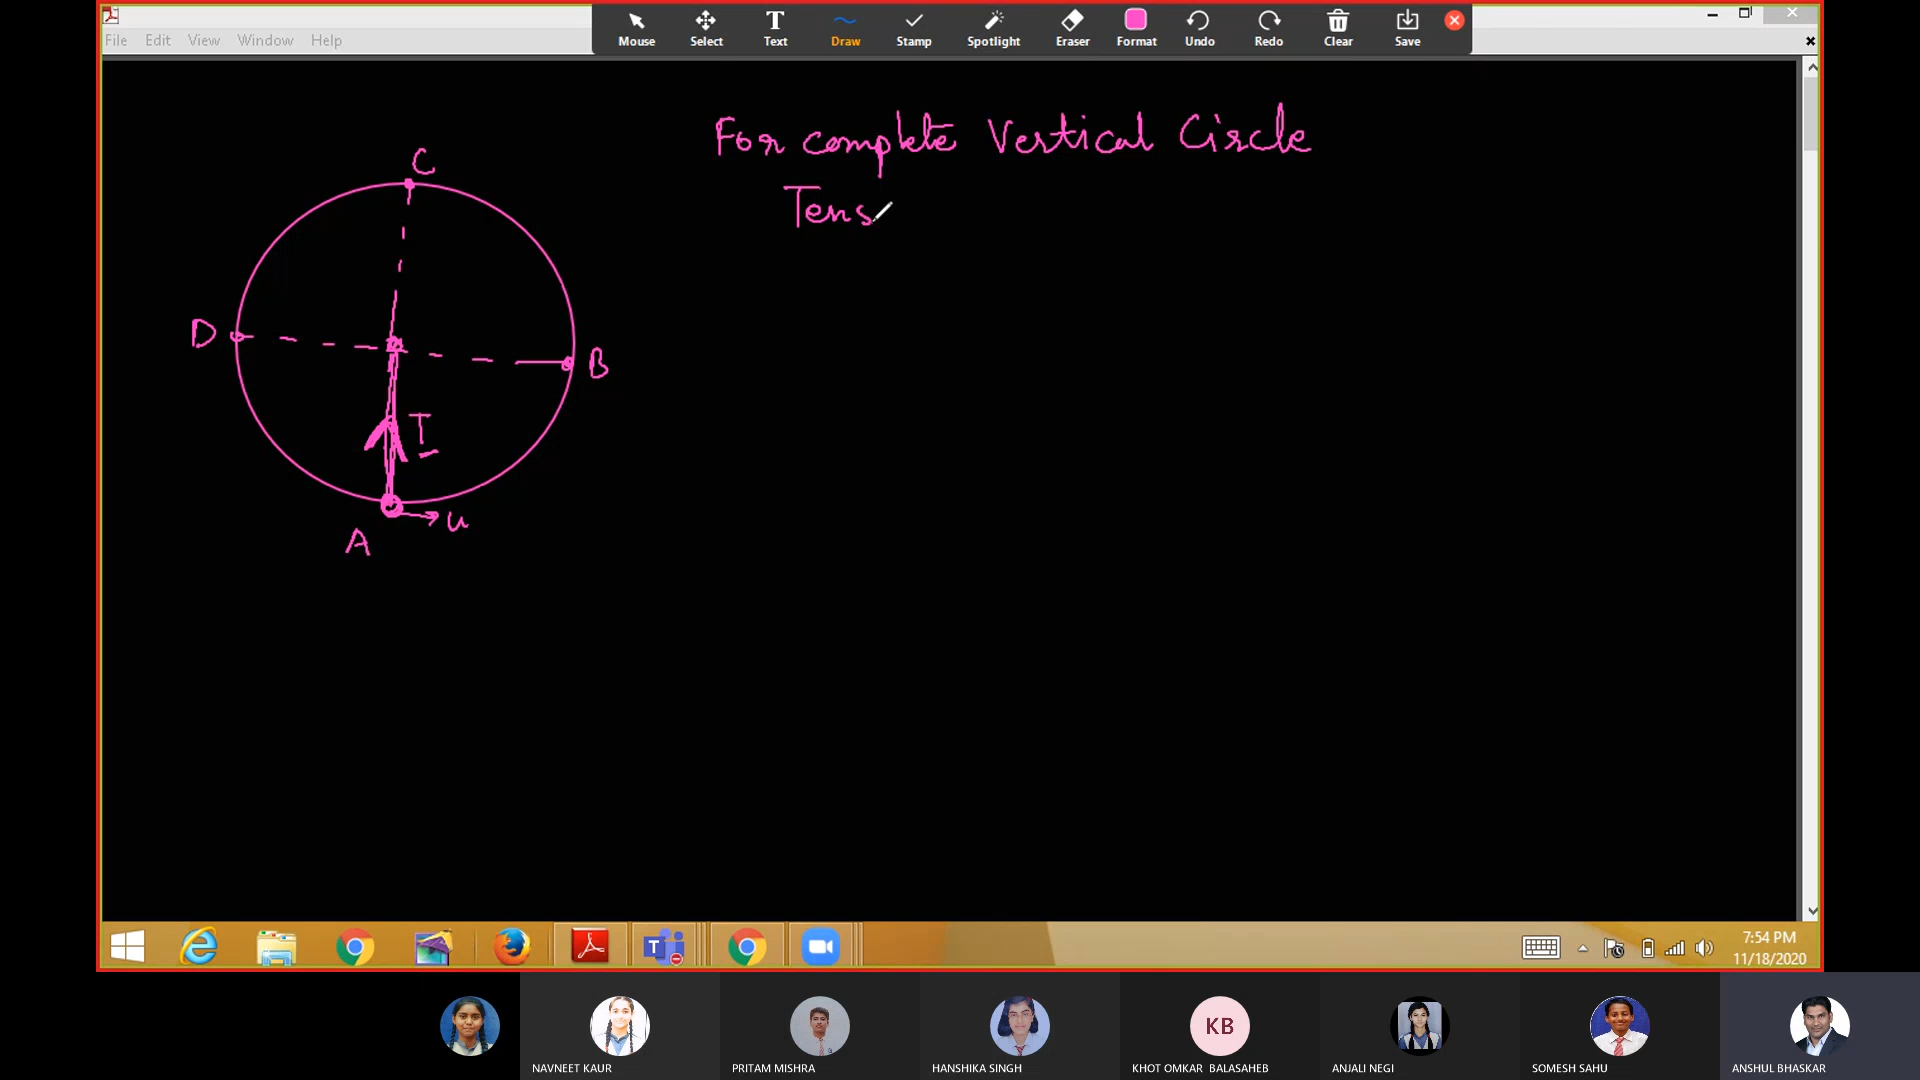 Mouse Select Text Draw Stamp Spotlight Eraser Format Undo Redo Clear Save
File Edit View Window Help
For complete Vertical Circle
Tens
C
D
B
T
u
A
T
7:54 PM
11/18/2020
KB
NAVNEET KAUR
PRITAM MISHRA
HANSHIKA SINGH
KHOT OMKAR BALASAHEB
ANJALI NEGI
SOMESH SAHU
ANSHUL BHASKAR